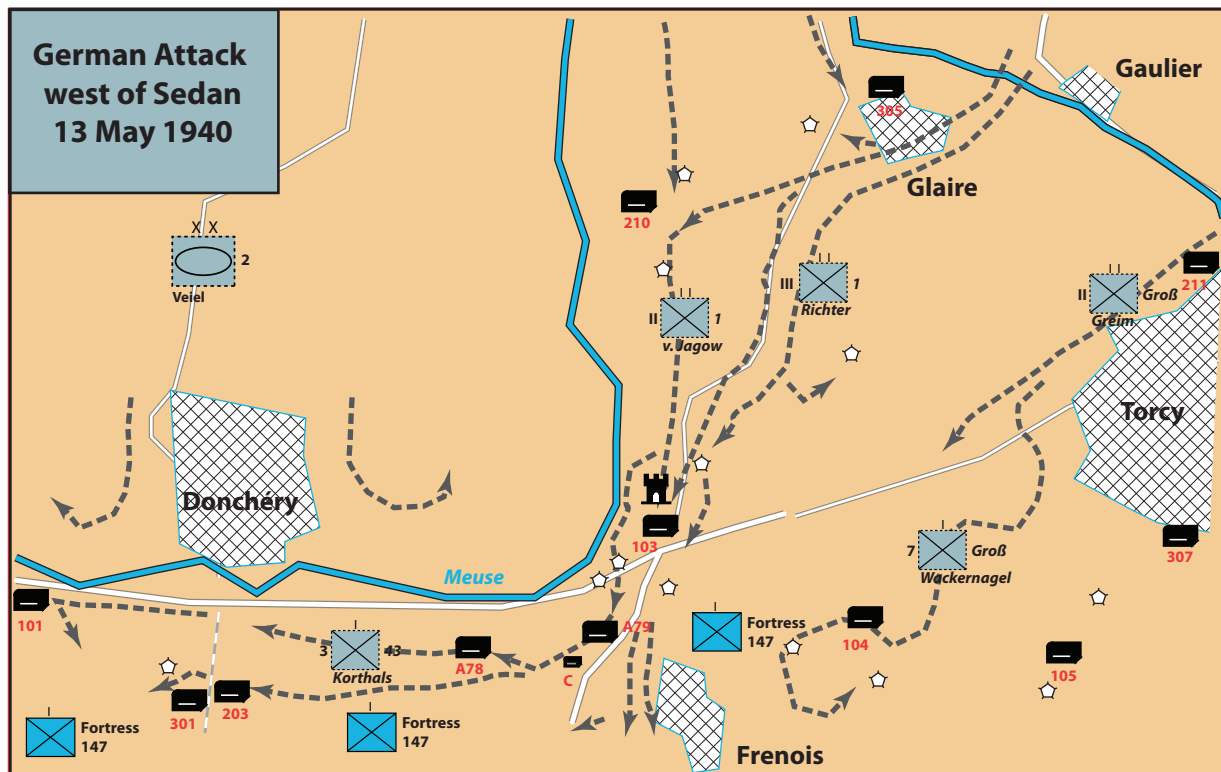 German Attack
west of Sedan
13 May 1940
Gaulier
305
Glaire
210
X X
2
Veiel
I I
III 1
Richter
I I
II 1
v. Jagow
211
I I
II Groß
Greim
Torcy
Donchéry
103
307
I
7 Groß
Wackernagel
Meuse
101
I
3 43
Korthals
A78
A79
C
I
Fortress
147
104
105
301
203
I
Fortress
147
I
Fortress
147
Frenois